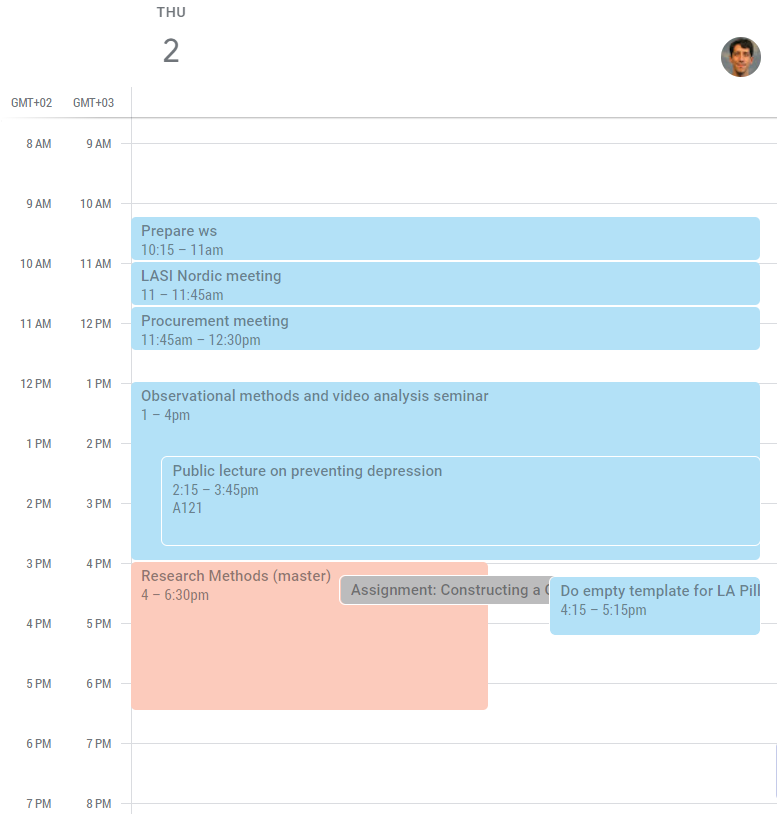 THU
2
GMT+02 GMT+03
8 AM 9 AM
9 AM 10 AM
Prepare ws
10:15 – 11am
10 AM 11 AM
LASI Nordic meeting
11 – 11:45am
11 AM 12 PM
Procurement meeting
11:45am – 12:30pm
12 PM 1 PM
Observational methods and video analysis seminar
1 – 4pm
1 PM 2 PM
Public lecture on preventing depression
2:15 – 3:45pm
2 PM 3 PM
A121
3 PM 4 PM
Research Methods (master)
4 – 6:30pm
Assignment: Constructing a
Do empty template for LA Pill
4:15 – 5:15pm
4 PM 5 PM
5 PM 6 PM
6 PM 7 PM
7 PM 8 PM